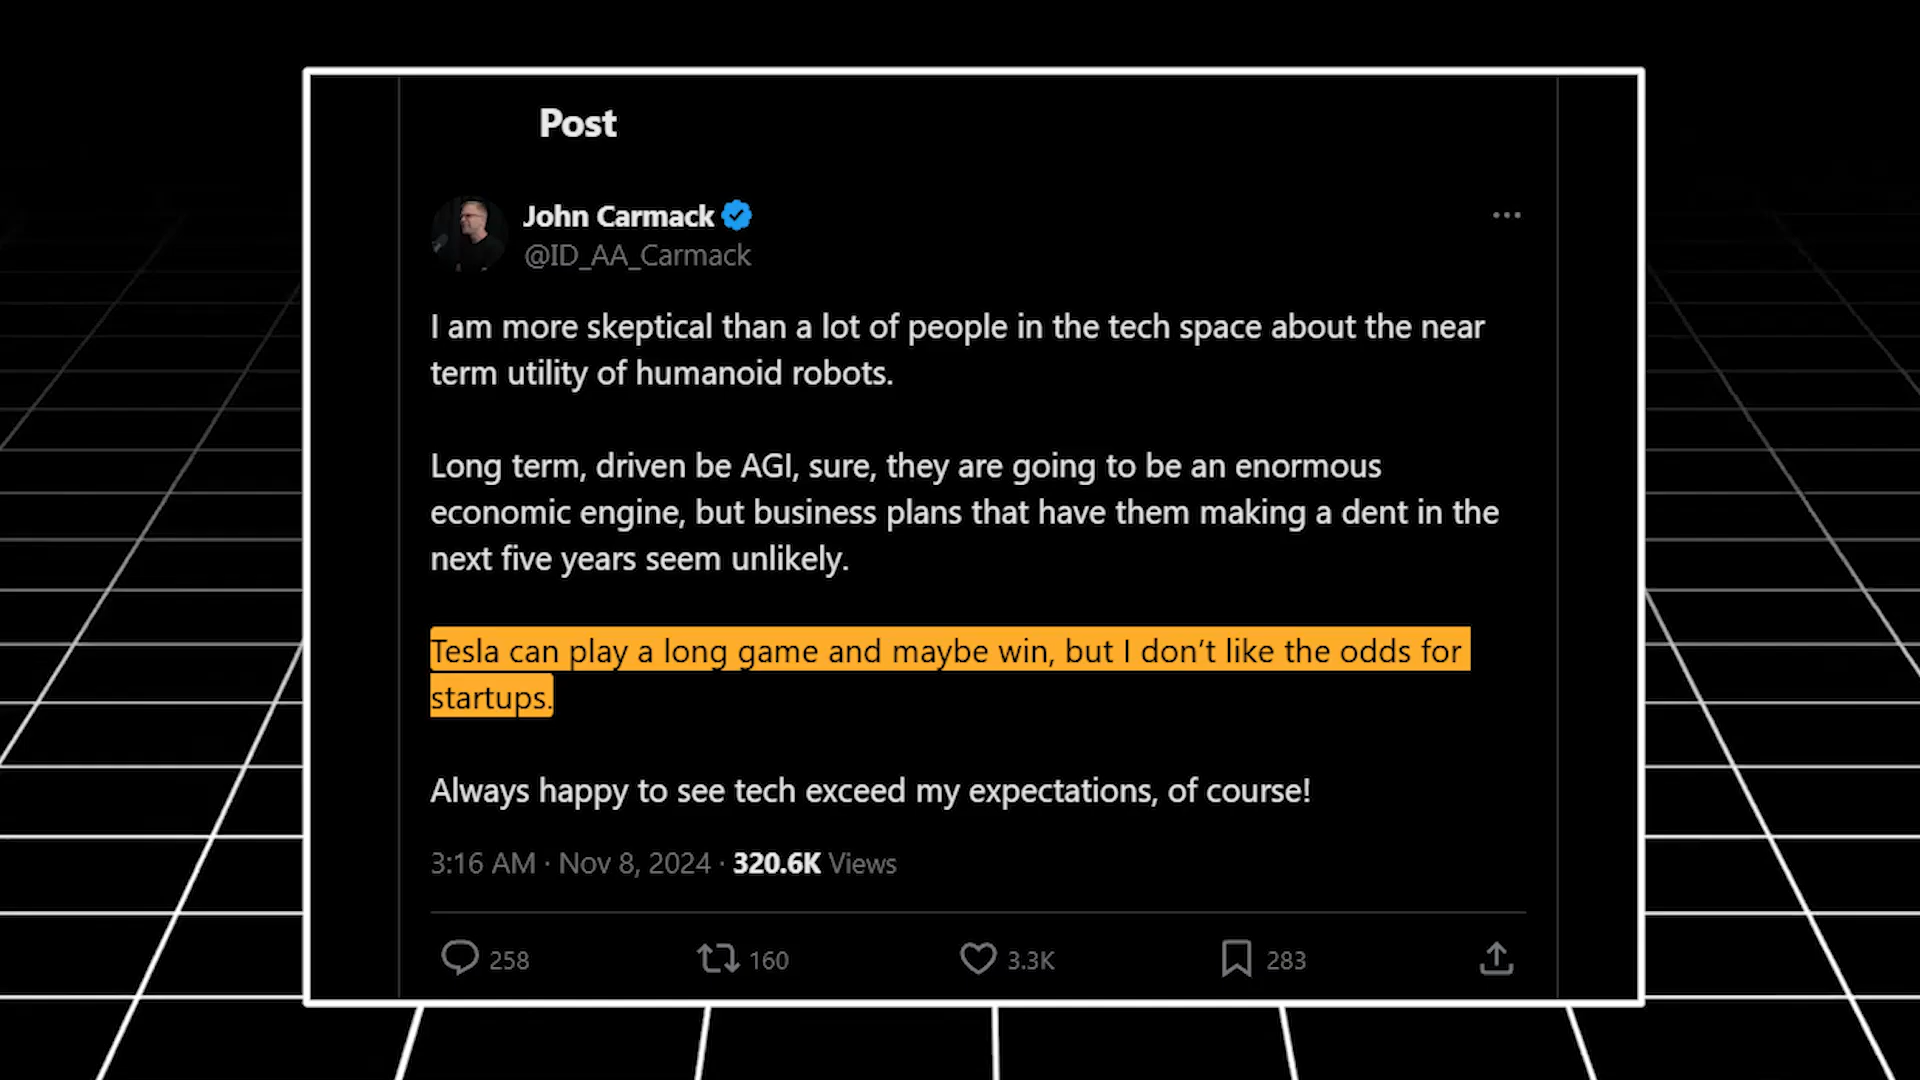 Post
John Carmack
@ID_AA_Carmack
I am more skeptical than a lot of people in the tech space about the near
term utility of humanoid robots.
Long term, driven be AGI, sure, they are going to be an enormous
economic engine, but business plans that have them making a dent in the
next five years seem unlikely.
Tesla can play a long game and maybe win, but I don’t like the odds for
startups.
Always happy to see tech exceed my expectations, of course!
3:16 AM · Nov 8, 2024 · 320.6K Views
258 160 3.3K 283